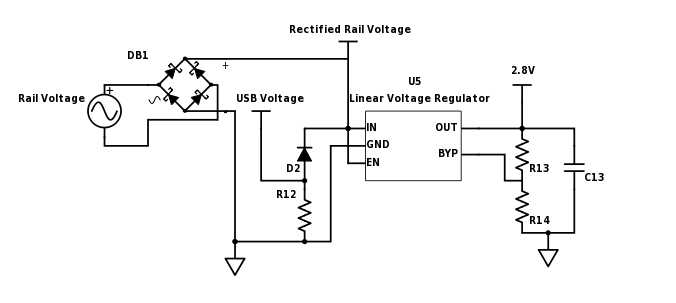 Rectified Rail Voltage
DB1
+
U5
2.8V
Rail Voltage
+
USB Voltage
Linear Voltage Regulator
-
IN
OUT
GND
BYP
EN
D2
R13
C13
R12
R14